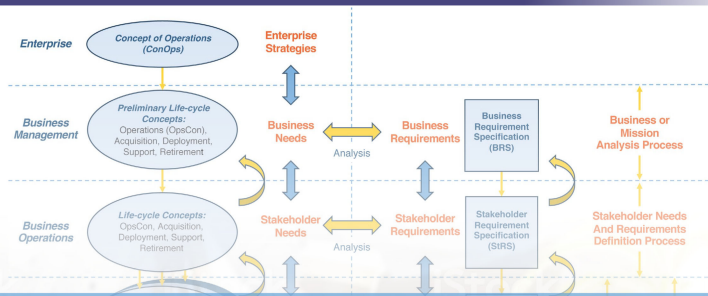 Enterprise
Concept of Operations
(ConOps)
Enterprise
Strategies
Business
Management
Preliminary Life-cycle
Concepts:
Operations (OpsCon),
Acquisition, Deployment,
Support, Retirement
Business
Needs
Analysis
Business
Requirements
Business
Requirement
Specification
(BRS)
Business or
Mission
Analysis Process
Business
Operations
Life-cycle Concepts:
OpsCon, Acquisition,
Deployment, Support,
Retirement
Stakeholder
Needs
Analysis
Stakeholder
Requirements
Stakeholder
Requirement
Specification
(StRS)
Stakeholder Needs
And Requirements
Definition Process